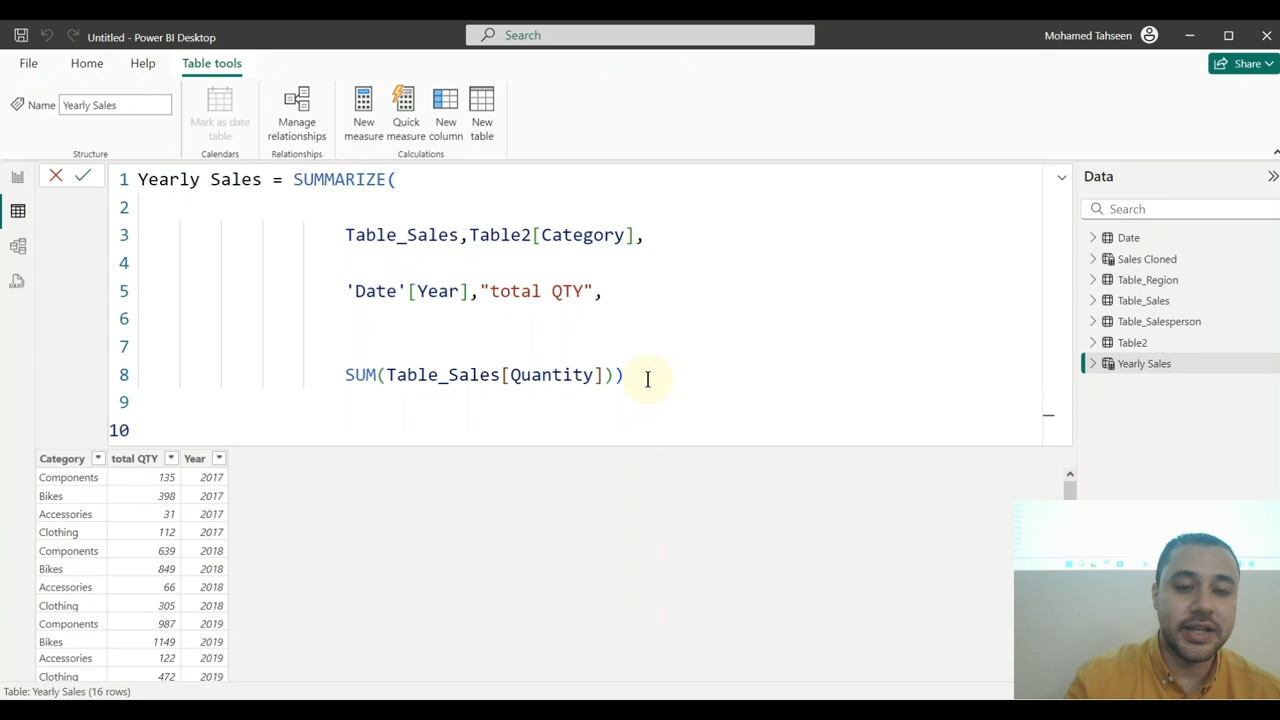 Untitled - Power BI Desktop
Search
Mohamed Tahseen
File
Home
Help
Table tools
Share
Name
Yearly Sales
Mark as date
table
Manage
relationships
New
measure
Quick
measure
New
column
New
table
Structure
Calendars
Relationships
Calculations
1 Yearly Sales = SUMMARIZE(
2
3 Table_Sales,Table2[Category],
4
5 'Date'[Year],"total QTY",
6
7
8 SUM(Table_Sales[Quantity]))
9
10
Data
Search
Date
Sales Cloned
Table_Region
Table_Sales
Table_Salesperson
Table2
Yearly Sales
Category total QTY Year
Components 135 2017
Bikes 398 2017
Accessories 31 2017
Clothing 112 2017
Components 639 2018
Bikes 849 2018
Accessories 66 2018
Clothing 305 2018
Components 987 2019
Bikes 1149 2019
Accessories 122 2019
Clothing 472 2019
Table: Yearly Sales (16 rows)